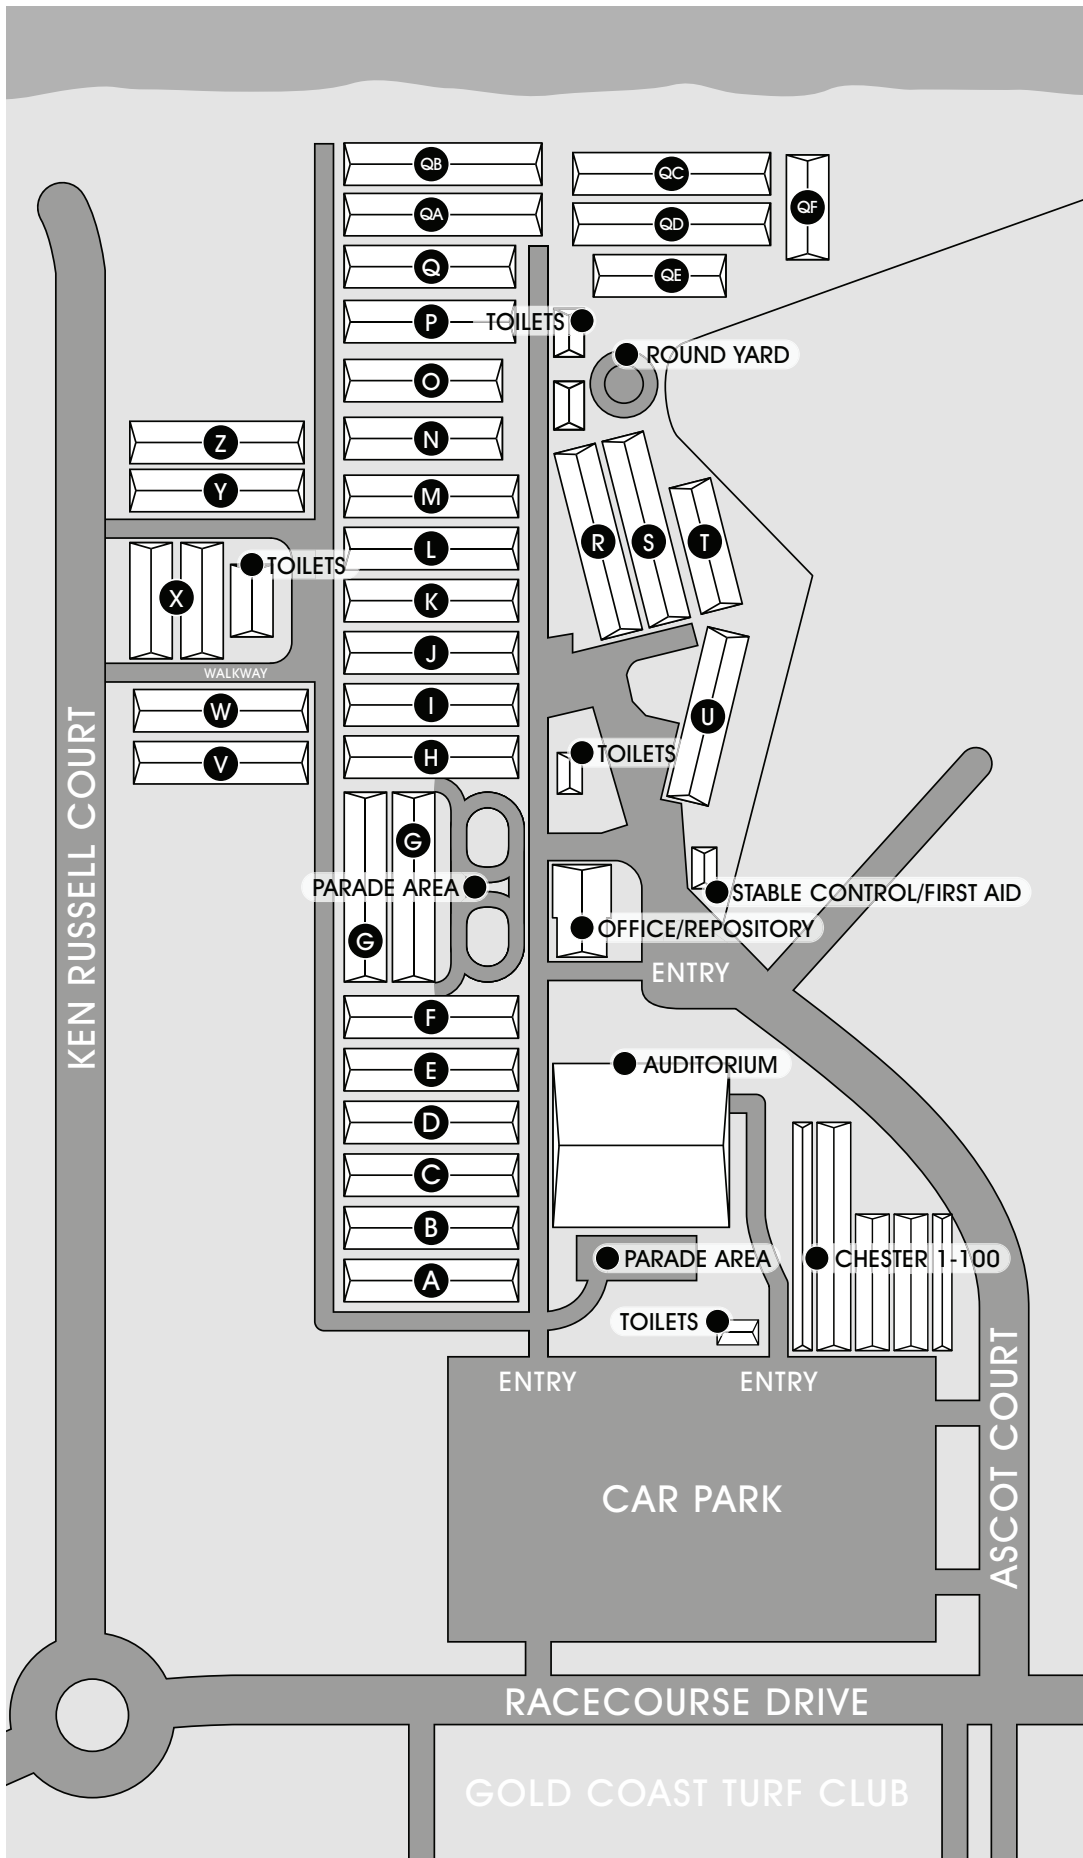 QB
QC
QF
QA
QD
Q
QE
P
TOILETS
ROUND YARD
O
N
Z
Y
M
R
S
T
L
TOILETS
X
K
J
WALKWAY
W
I
U
V
H
TOILETS
G
PARADE AREA
STABLE CONTROL/FIRST AID
G
OFFICE/REPOSITORY
ENTRY
KEN RUSSELL COURT
F
E
AUDITORIUM
D
C
B
PARADE AREA
CHESTER 1-100
A
TOILETS
ENTRY
ENTRY
CAR PARK
ASCOT COURT
RACECOURSE DRIVE
GOLD COAST TURF CLUB